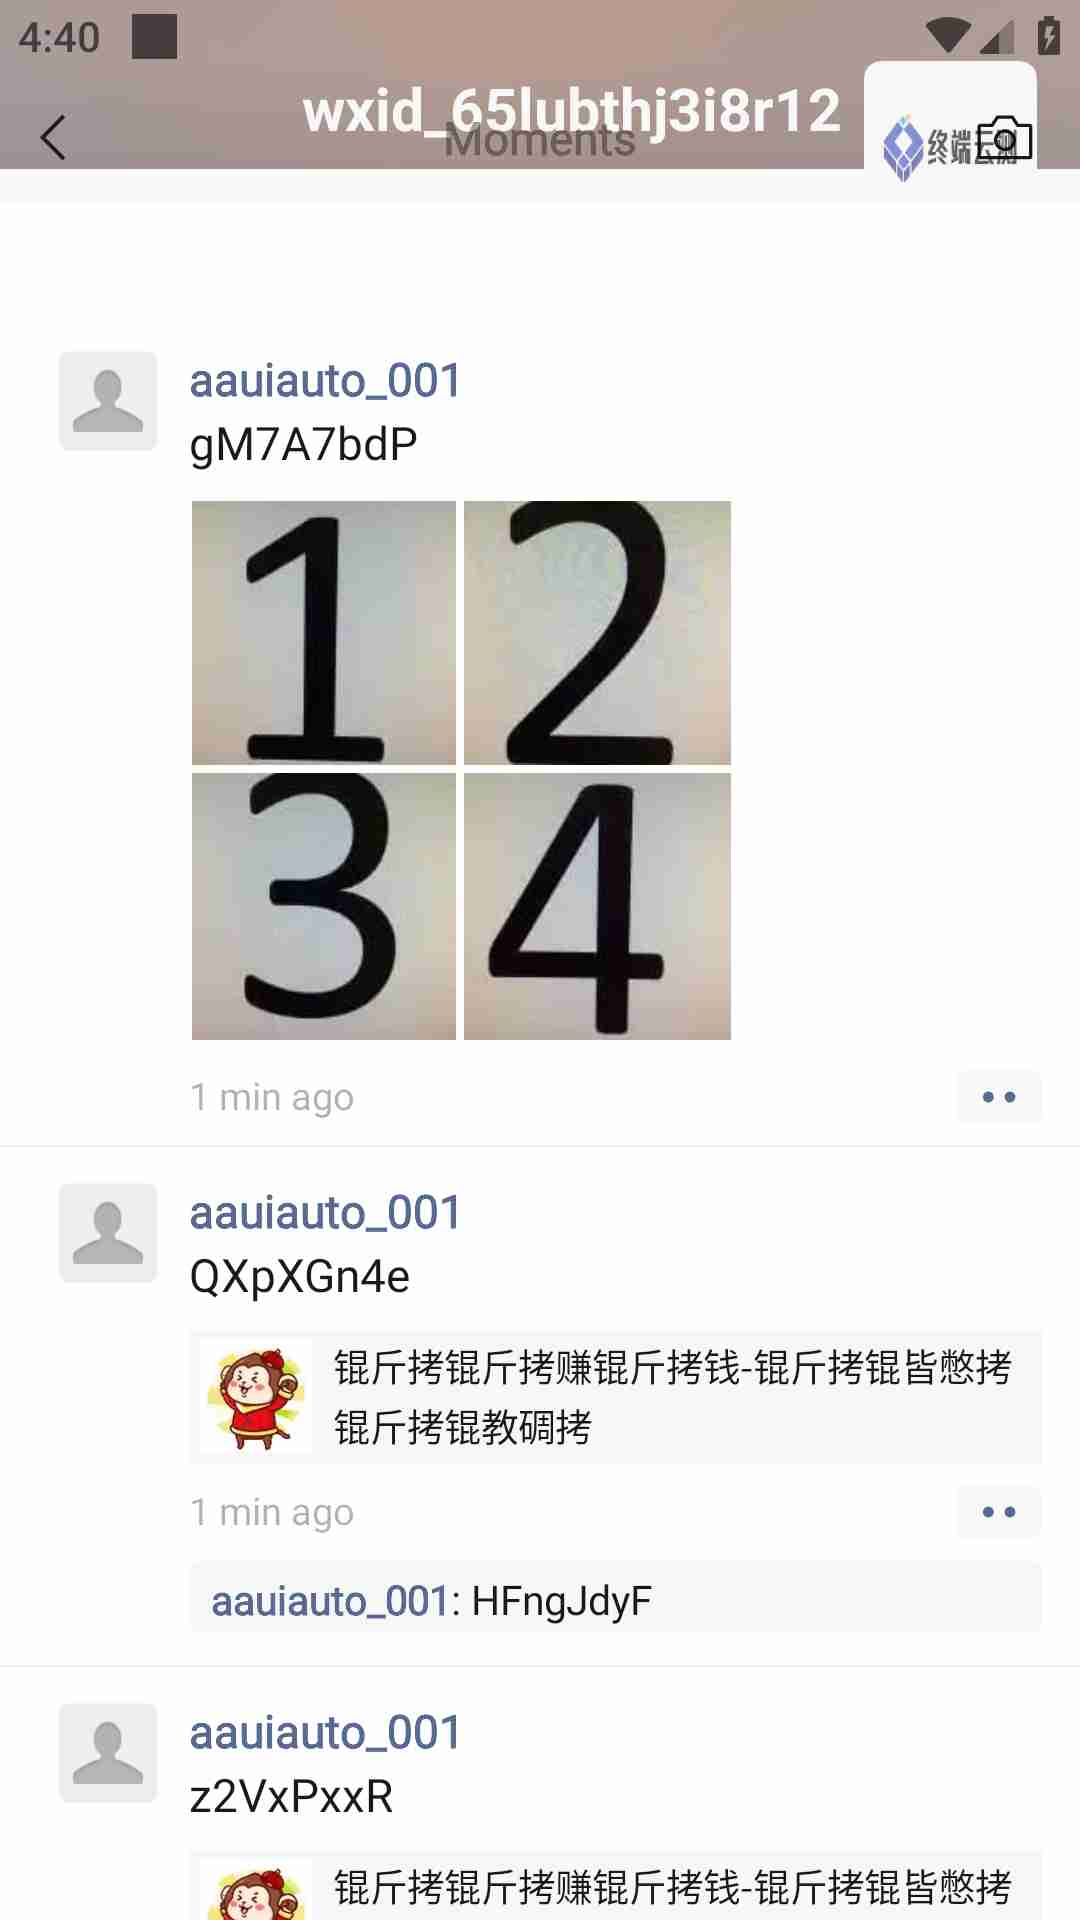 4:40
wxid_65lubthj3i8r12
Moments
终端云测
aauiauto_001
gM7A7bdP
1 2
3 4
1 min ago
aauiauto_001
QXpXGn4e
锟斤拷锟斤拷赚锟斤拷钱-锟斤拷锟皆憋拷
锟斤拷锟教碉拷
1 min ago
aauiauto_001: HFngJdyF
aauiauto_001
z2VxPxxR
锟斤拷锟斤拷赚锟斤拷钱-锟斤拷锟皆憋拷